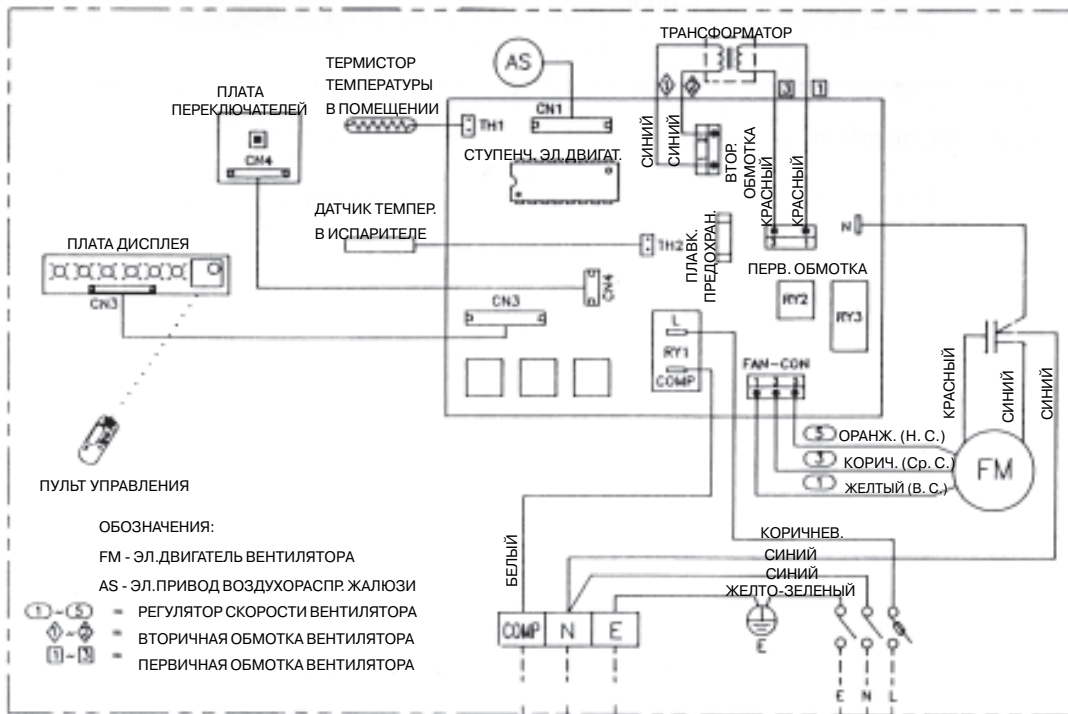 ТРАНСФОРМАТОР
AS
ТЕРМИСТОР
ТЕМПЕРАТУРЫ
В ПОМЕЩЕНИИ
ПЛАТА
ПЕРЕКЛЮЧАТЕЛЕЙ
1
2
3
1
CN4
TH1
CN1
СТУПЕНЧ. ЭЛ.ДВИГАТ.
СИНИЙ
СИНИЙ
ВТОР.
ОБМОТКА
КРАСНЫЙ
КРАСНЫЙ
ДАТЧИК ТЕМПЕР.
В ИСПАРИТЕЛЕ
TH2
ПЛАВК.
ПРЕДОХРАН.
N
ПЛАТА ДИСПЛЕЯ
CN3
CN4
CN3
ПЕРВ. ОБМОТКА
RY2
RY3
L
RY1
COMP
FAN-CON
1 2 3
КРАСНЫЙ
СИНИЙ
СИНИЙ
5 ОРАНЖ. (Н. С.)
3 КОРИЧ. (Ср. С.)
1 ЖЕЛТЫЙ (В. С.)
FM
ПУЛЬТ УПРАВЛЕНИЯ
ОБОЗНАЧЕНИЯ:
FM - ЭЛ.ДВИГАТЕЛЬ ВЕНТИЛЯТОРА
AS - ЭЛ.ПРИВОД ВОЗДУХОРАСПР. ЖАЛЮЗИ
1 ~ 5 = РЕГУЛЯТОР СКОРОСТИ ВЕНТИЛЯТОРА
1 ~ 2 = ВТОРИЧНАЯ ОБМОТКА ВЕНТИЛЯТОРА
1 ~ 3 = ПЕРВИЧНАЯ ОБМОТКА ВЕНТИЛЯТОРА
БЕЛЫЙ
КОРИЧНЕВ.
СИНИЙ
СИНИЙ
ЖЕЛТО-ЗЕЛЕНЫЙ
COMP N E
E
E N L